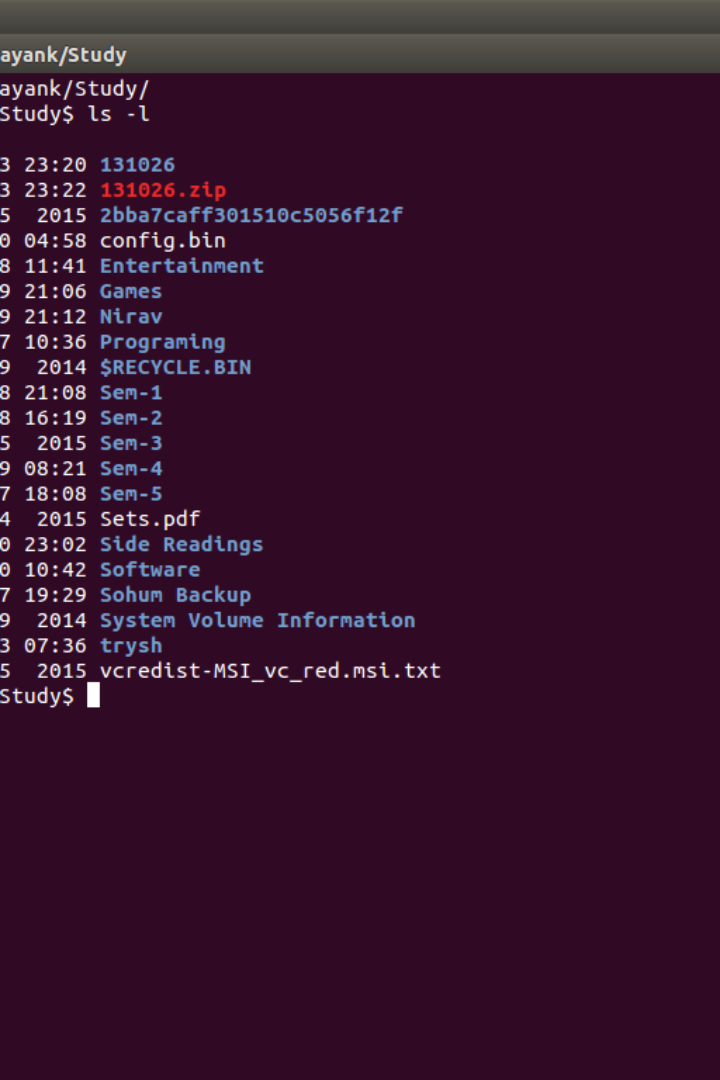 ayank/Study
ayank/Study/
Study$ ls -l
3 23:20 131026
3 23:22 131026.zip
5  2015 2bba7caff301510c5056f12f
0 04:58 config.bin
8 11:41 Entertainment
9 21:06 Games
9 21:12 Nirav
7 10:36 Programing
9  2014 $RECYCLE.BIN
8 21:08 Sem-1
8 16:19 Sem-2
5  2015 Sem-3
9 08:21 Sem-4
7 18:08 Sem-5
4  2015 Sets.pdf
0 23:02 Side Readings
0 10:42 Software
7 19:29 Sohum Backup
9  2014 System Volume Information
3 07:36 trysh
5  2015 vcredist-MSI_vc_red.msi.txt
Study$